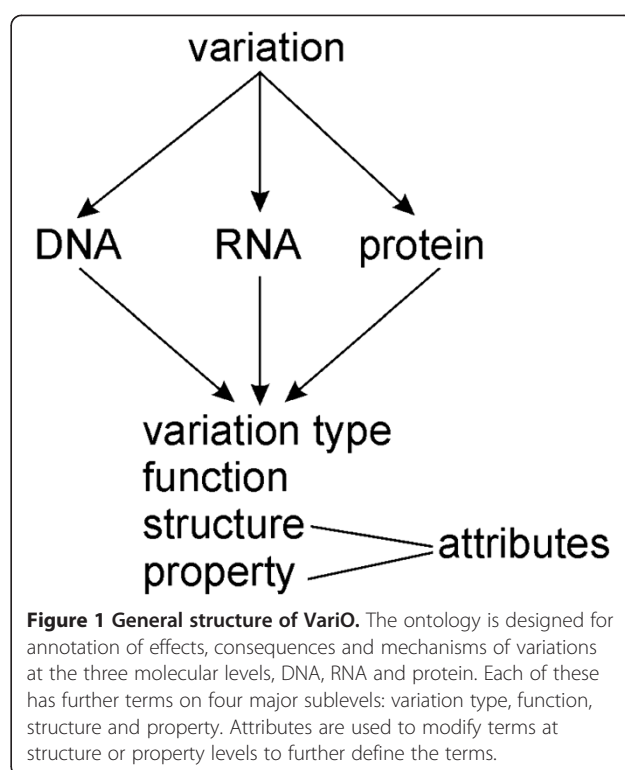 variation
DNA RNA protein
variation type
function
structure
attributes
property
Figure 1 General structure of VariO. The ontology is designed for
annotation of effects, consequences and mechanisms of variations
at the three molecular levels, DNA, RNA and protein. Each of these
has further terms on four major sublevels: variation type, function,
structure and property. Attributes are used to modify terms at
structure or property levels to further define the terms.